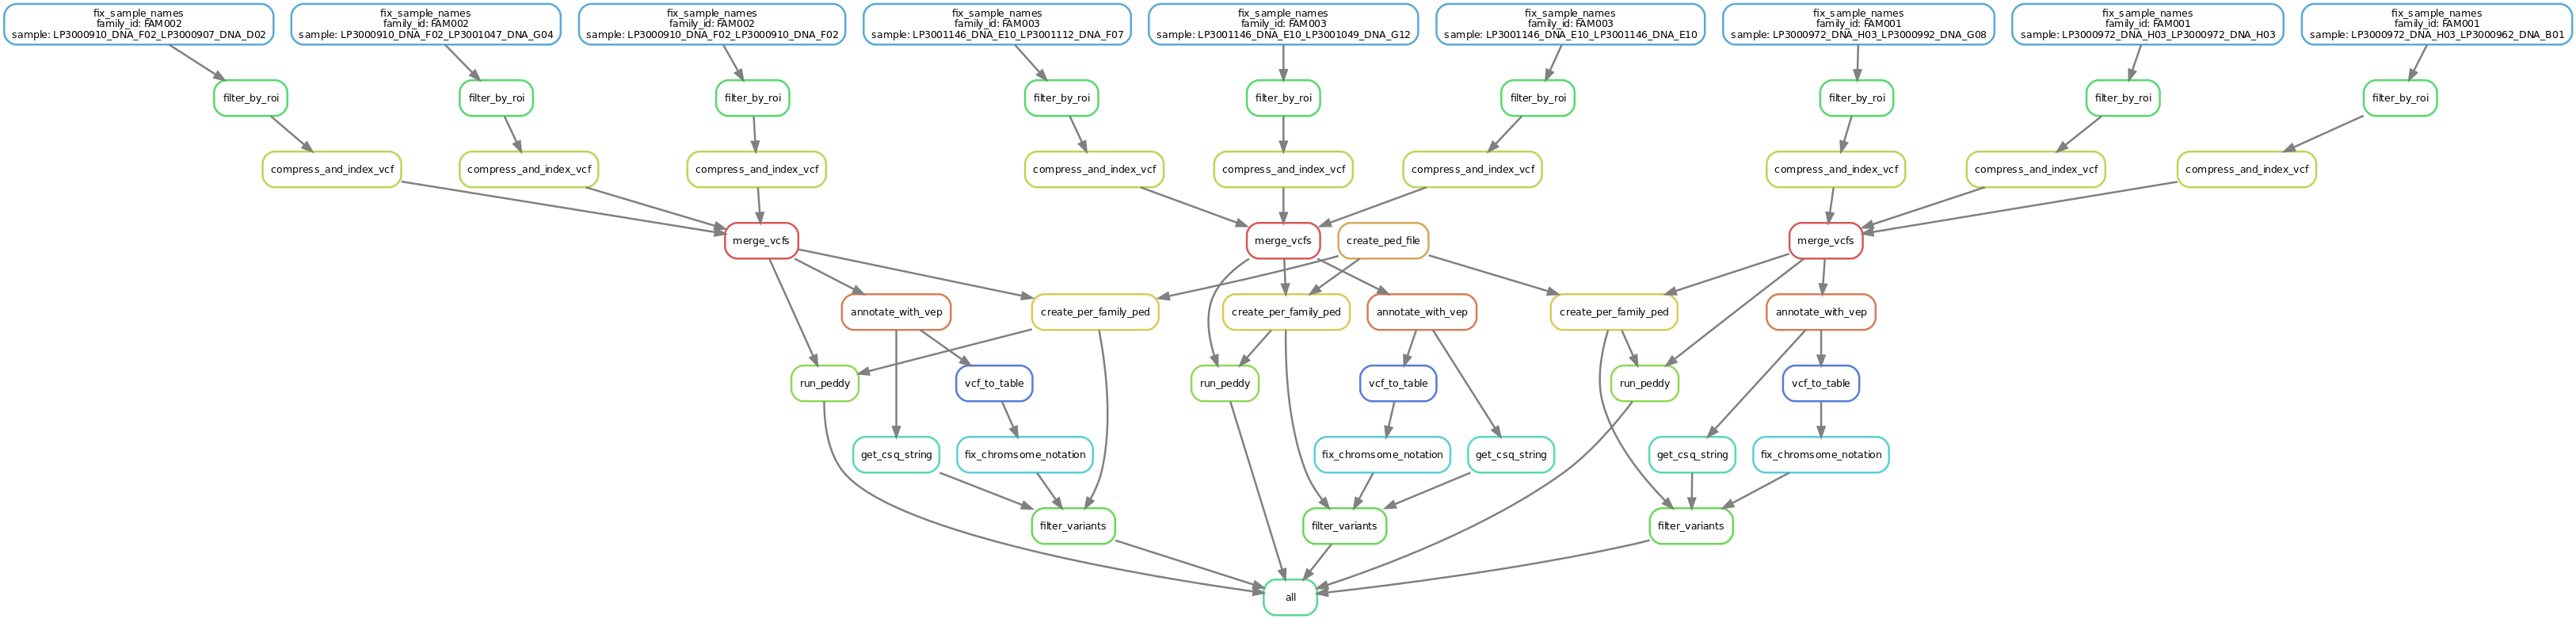 fix_sample_names
family_id: FAM002
sample: LP3000910_DNA_F02_LP3000907_DNA_D02
fix_sample_names
family_id: FAM002
sample: LP3000910_DNA_F02_LP3001047_DNA_G04
fix_sample_names
family_id: FAM002
sample: LP3000910_DNA_F02_LP3000910_DNA_F02
fix_sample_names
family_id: FAM003
sample: LP3001146_DNA_E10_LP3001112_DNA_F07
fix_sample_names
family_id: FAM003
sample: LP3001146_DNA_E10_LP3001049_DNA_G12
fix_sample_names
family_id: FAM003
sample: LP3001146_DNA_E10_LP3001146_DNA_E10
fix_sample_names
family_id: FAM001
sample: LP3000972_DNA_H03_LP3000992_DNA_G08
fix_sample_names
family_id: FAM001
sample: LP3000972_DNA_H03_LP3000972_DNA_H03
fix_sample_names
family_id: FAM001
sample: LP3000972_DNA_H03_LP3000962_DNA_B01
filter_by_roi
filter_by_roi
filter_by_roi
filter_by_roi
filter_by_roi
filter_by_roi
filter_by_roi
filter_by_roi
filter_by_roi
compress_and_index_vcf
compress_and_index_vcf
compress_and_index_vcf
compress_and_index_vcf
compress_and_index_vcf
compress_and_index_vcf
compress_and_index_vcf
compress_and_index_vcf
compress_and_index_vcf
merge_vcfs
merge_vcfs
create_ped_file
merge_vcfs
annotate_with_vep
create_per_family_ped
create_per_family_ped
annotate_with_vep
create_per_family_ped
annotate_with_vep
run_peddy
vcf_to_table
run_peddy
vcf_to_table
run_peddy
vcf_to_table
get_csq_string
fix_chromsome_notation
fix_chromsome_notation
get_csq_string
get_csq_string
fix_chromsome_notation
filter_variants
filter_variants
filter_variants
all